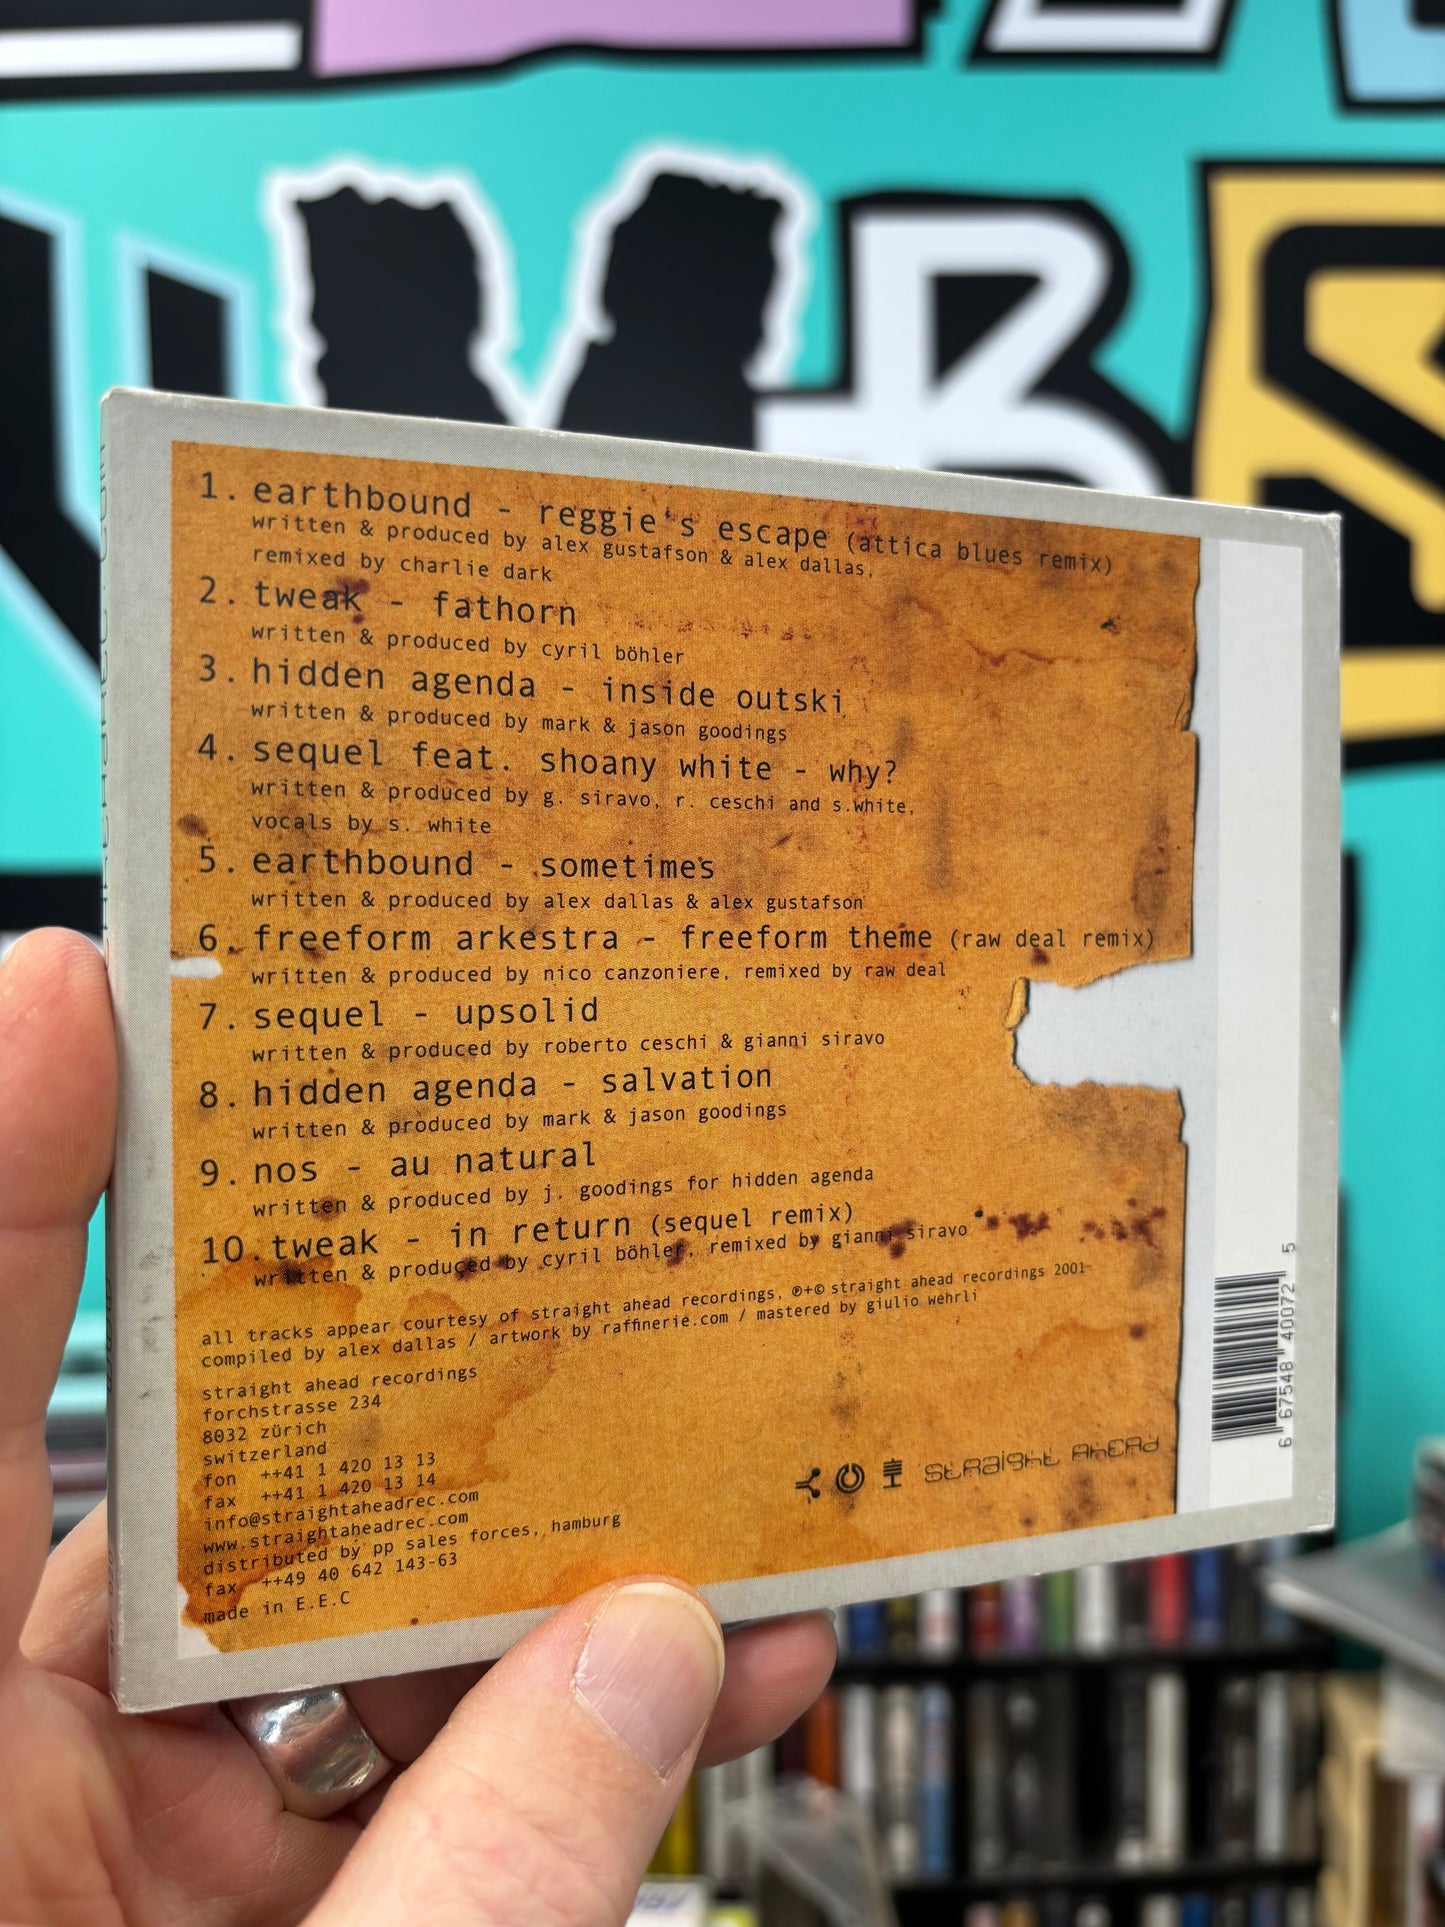 1. earthbound - reggie's escape (attica blues remix)
written & produced by alex gustafson & alex dallas,
remixed by charlie dark
2. tweak - fathorn
written & produced by cyril böhler
3. hidden agenda - inside outski
written & produced by mark & jason goodings
4. sequel feat. shoany white - why?
written & produced by g. siravo, r. ceschi and s.white,
vocals by s. white
5. earthbound - sometimes
written & produced by alex dallas & alex gustafson
6. freeform arkestra - freeform theme (raw deal remix)
written & produced by nico canzoniere, remixed by raw deal
7. sequel - upsolid
written & produced by roberto ceschi & gianni siravo
8. hidden agenda - salvation
written & produced by mark & jason goodings
9. nos - au natural
written & produced by j. goodings for hidden agenda
10. tweak - in return (sequel remix)
written & produced by cyril böhler, remixed by gianni siravo
all tracks appear courtesy of straight ahead recordings, ℗+© straight ahead recordings 2001
compiled by alex dallas / artwork by raffinerie.com / mastered by giulio wehrli
straight ahead recordings
forchstrasse 234
8032 zürich
switzerland
fon ++41 1 420 13 13
fax ++41 1 420 13 14
info@straightaheadrec.com
www.straightaheadrec.com
distributed by pp sales forces, hamburg
fax ++49 40 642 143-63
made in E.E.C
straight ahead
6 67548 40072 5